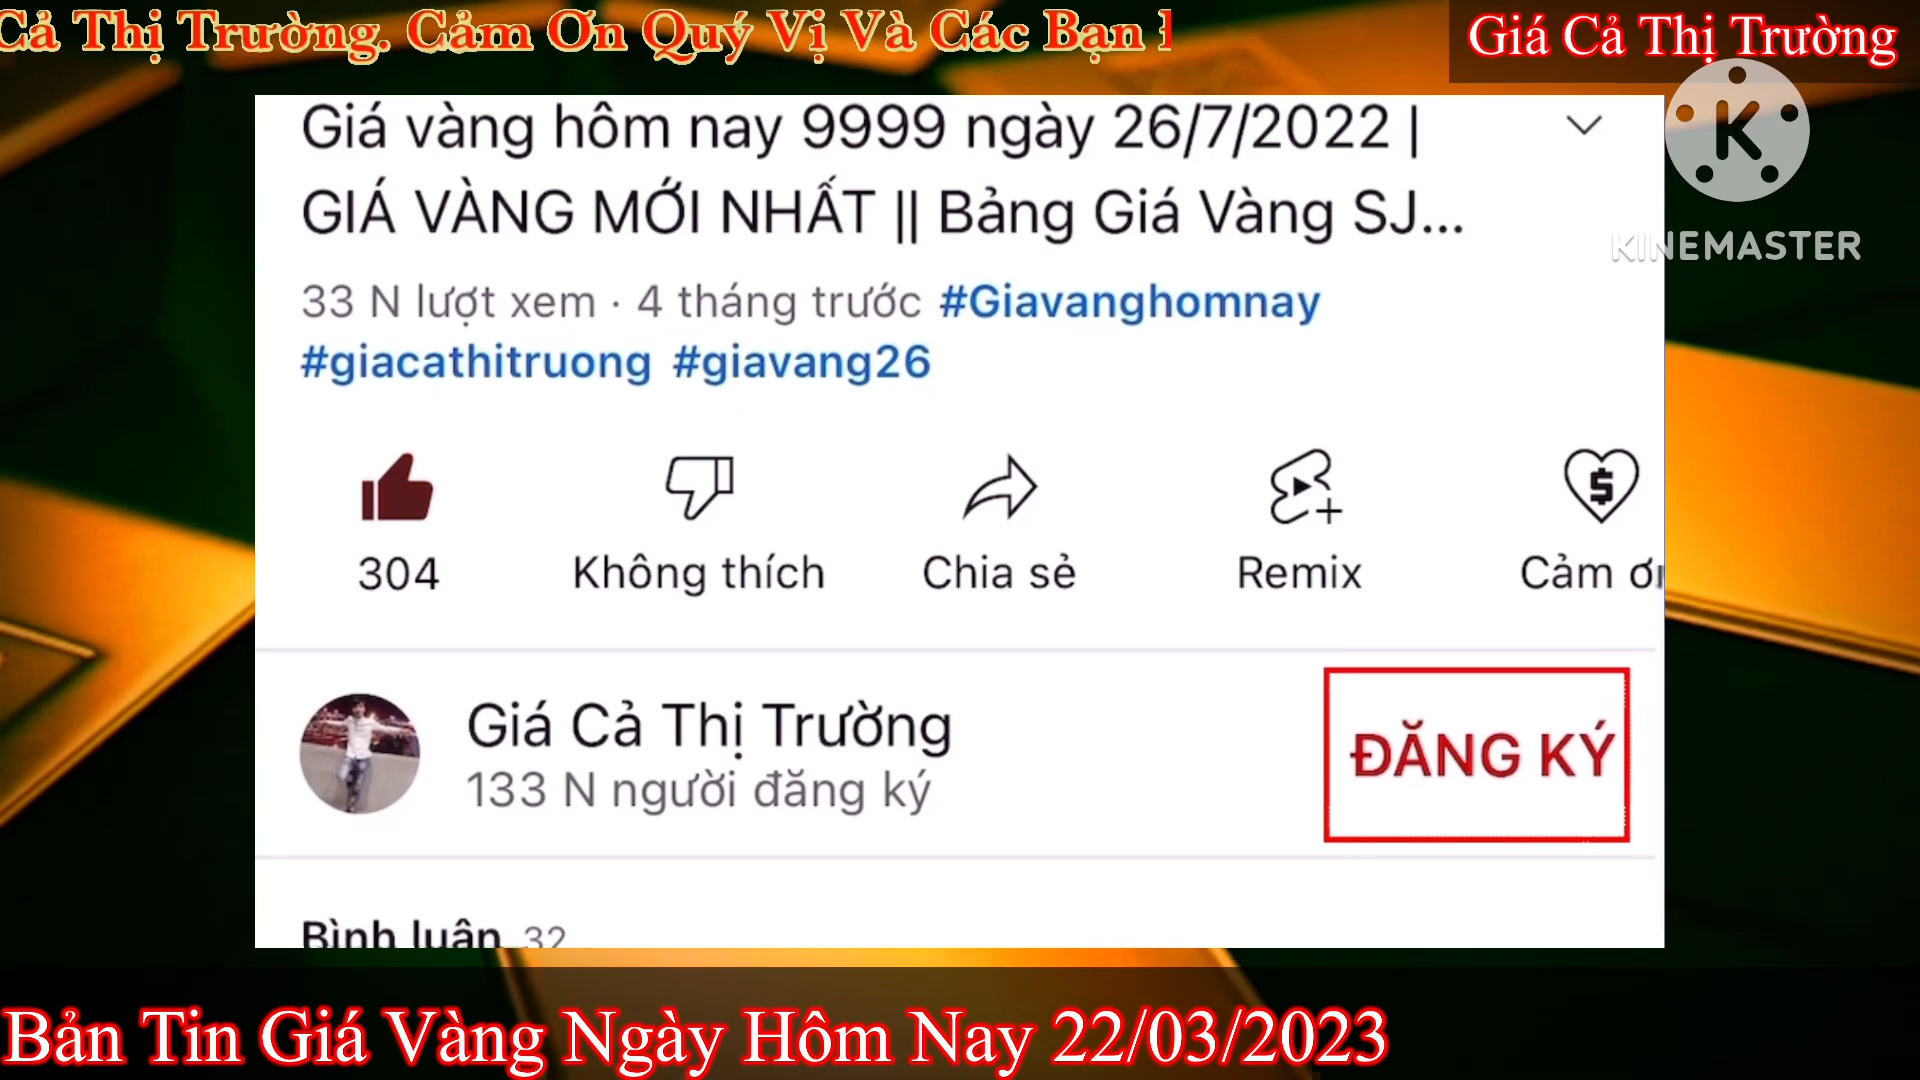 Cả Thị Trường. Cảm Ơn Quý Vị Và Các Bạn
Giá Cả Thị Trường
KINEMASTER
Giá vàng hôm nay 9999 ngày 26/7/2022 |
GIÁ VÀNG MỚI NHẤT || Bảng Giá Vàng SJ...
33 N lượt xem · 4 tháng trước #Giavanghomnay
#giacathitruong #giavang26
304 Không thích Chia sẻ Remix Cảm ơn
Giá Cả Thị Trường
133 N người đăng ký
ĐĂNG KÝ
Bình luận 32
Bản Tin Giá Vàng Ngày Hôm Nay 22/03/2023